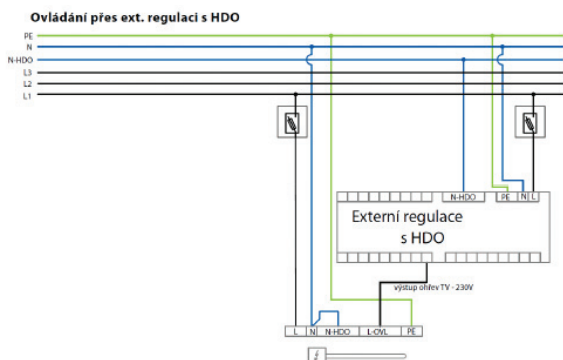 Ovládání přes ext. regulaci s HDO
PE
N
N-HDO
L3
L2
L1
N-HDO PE N L
Externí regulace
s HDO
výstup ohřev TV - 230V
L N N-HDO L-OVL PE